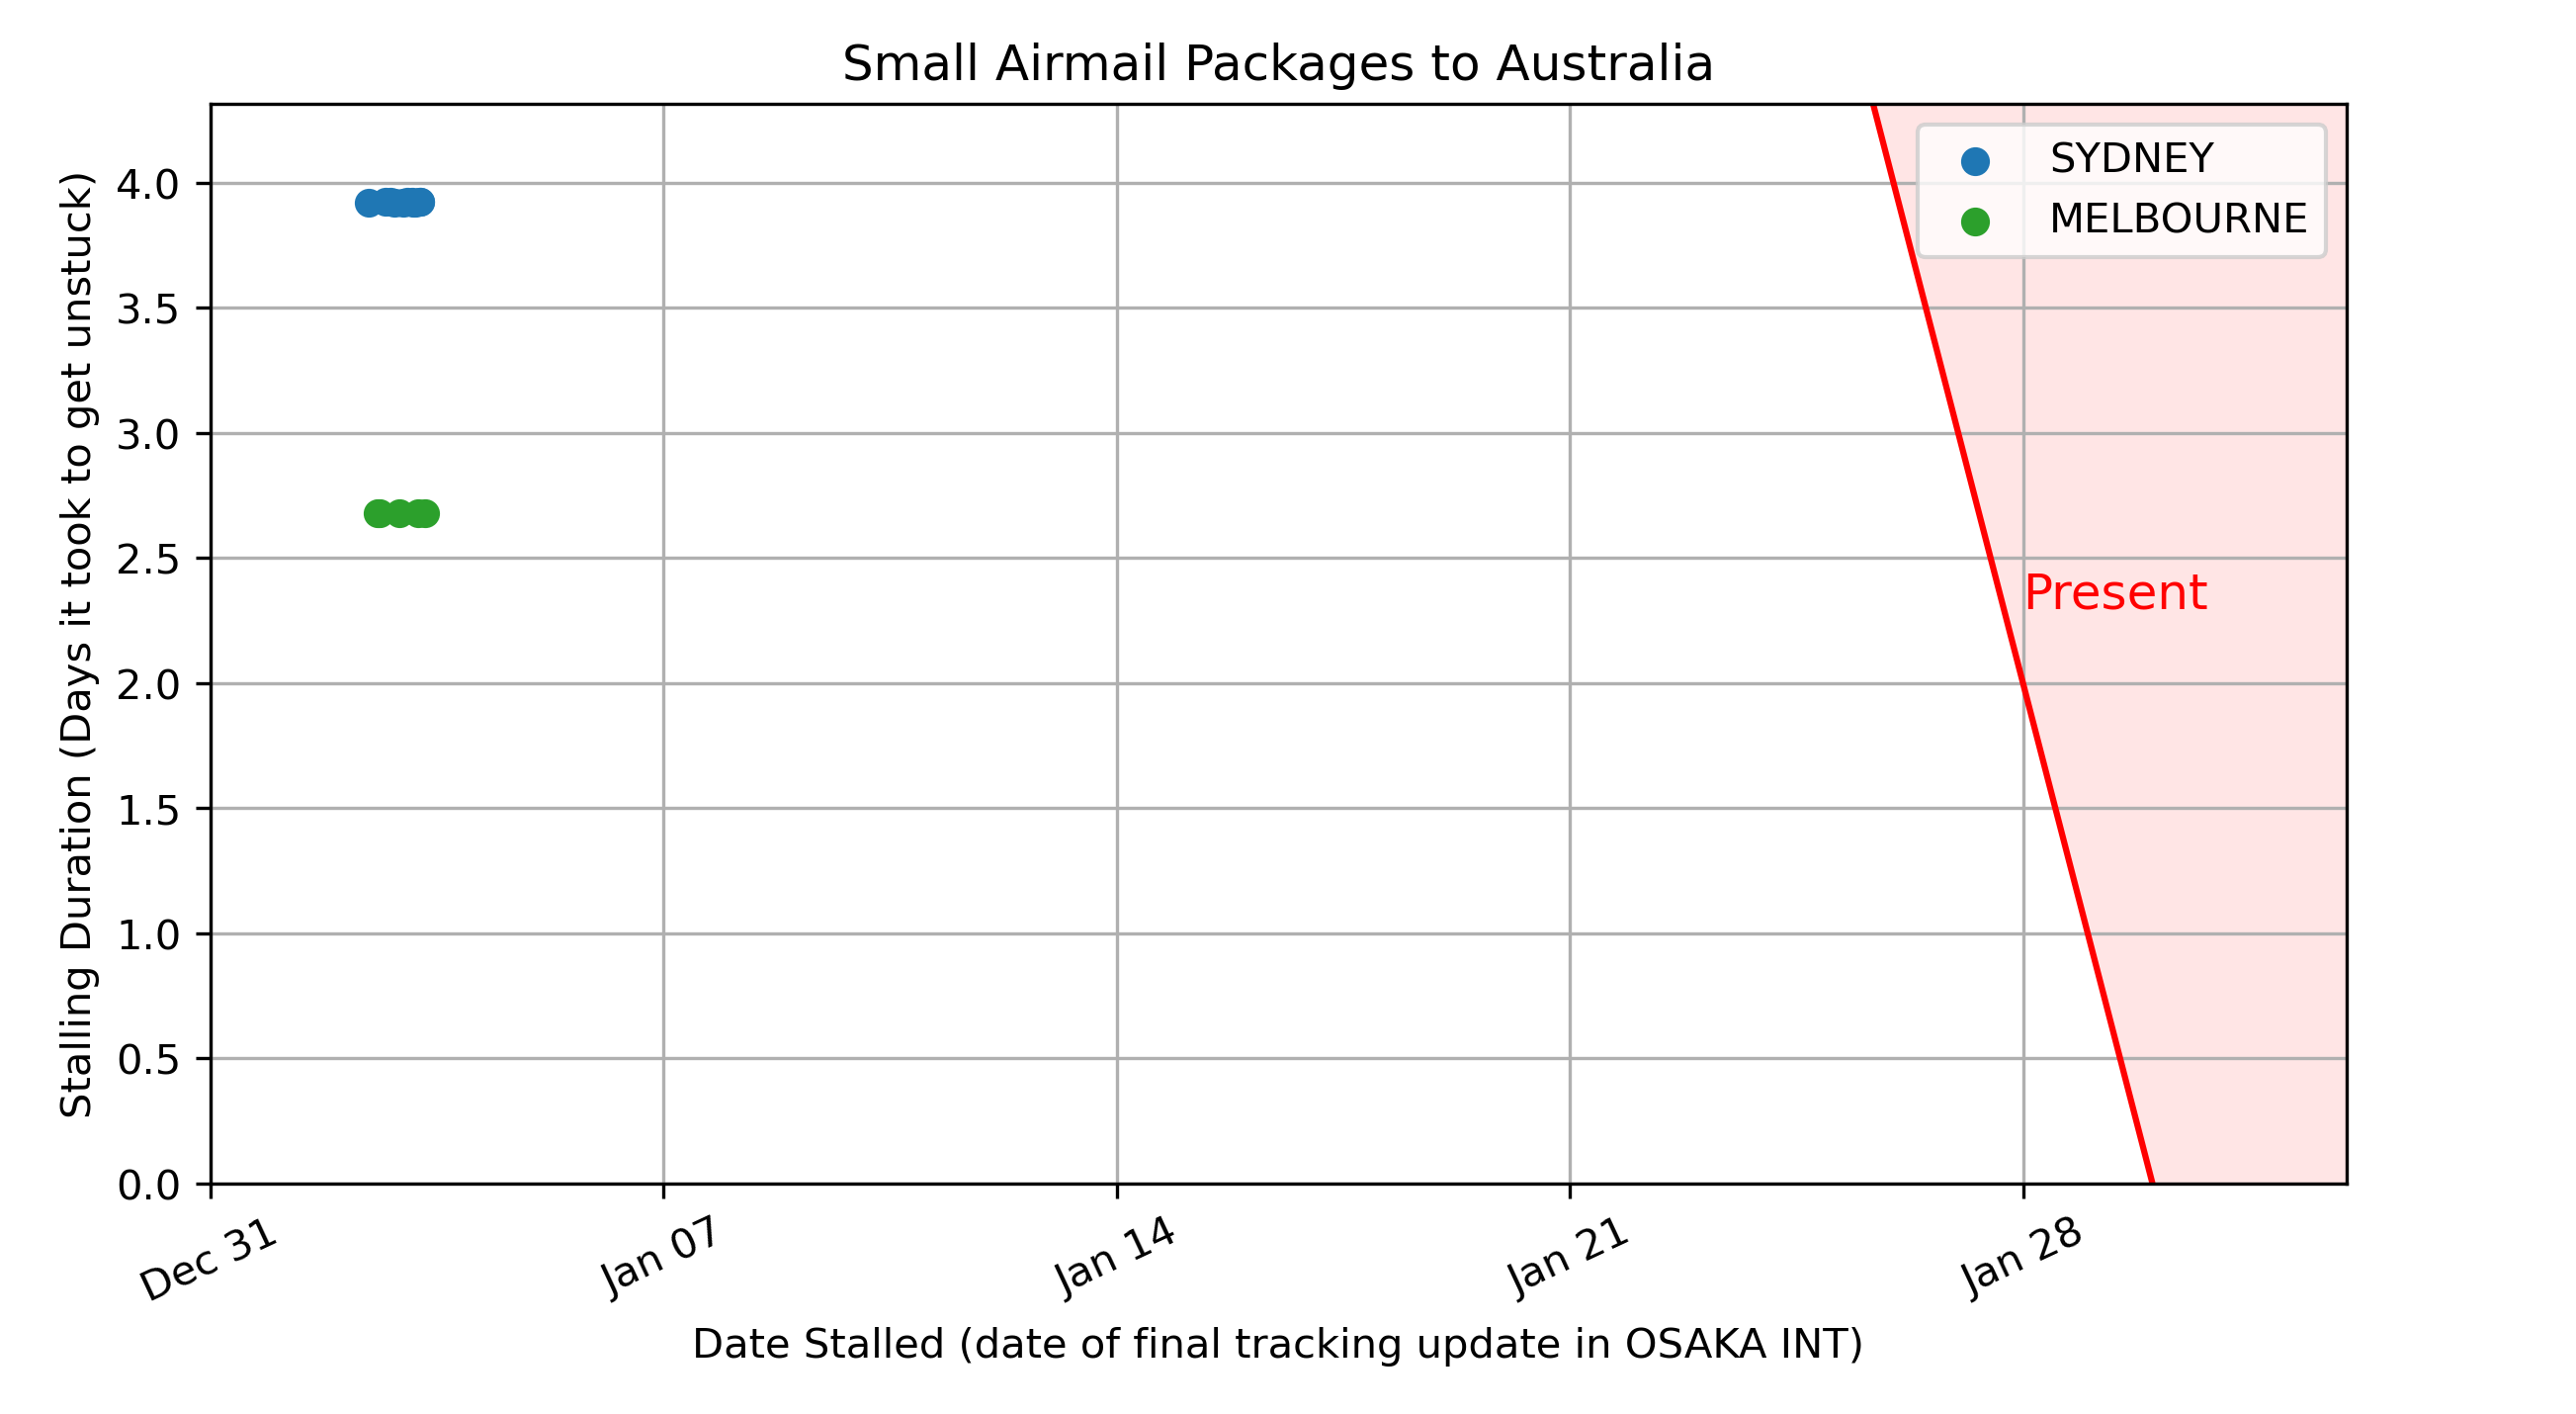 Small Airmail Packages to Australia
SYDNEY
MELBOURNE
Present
Stalling Duration (Days it took to get unstuck)
4.0
3.5
3.0
2.5
2.0
1.5
1.0
0.5
0.0
Dec 31
Jan 07
Jan 14
Jan 21
Jan 28
Date Stalled (date of final tracking update in OSAKA INT)